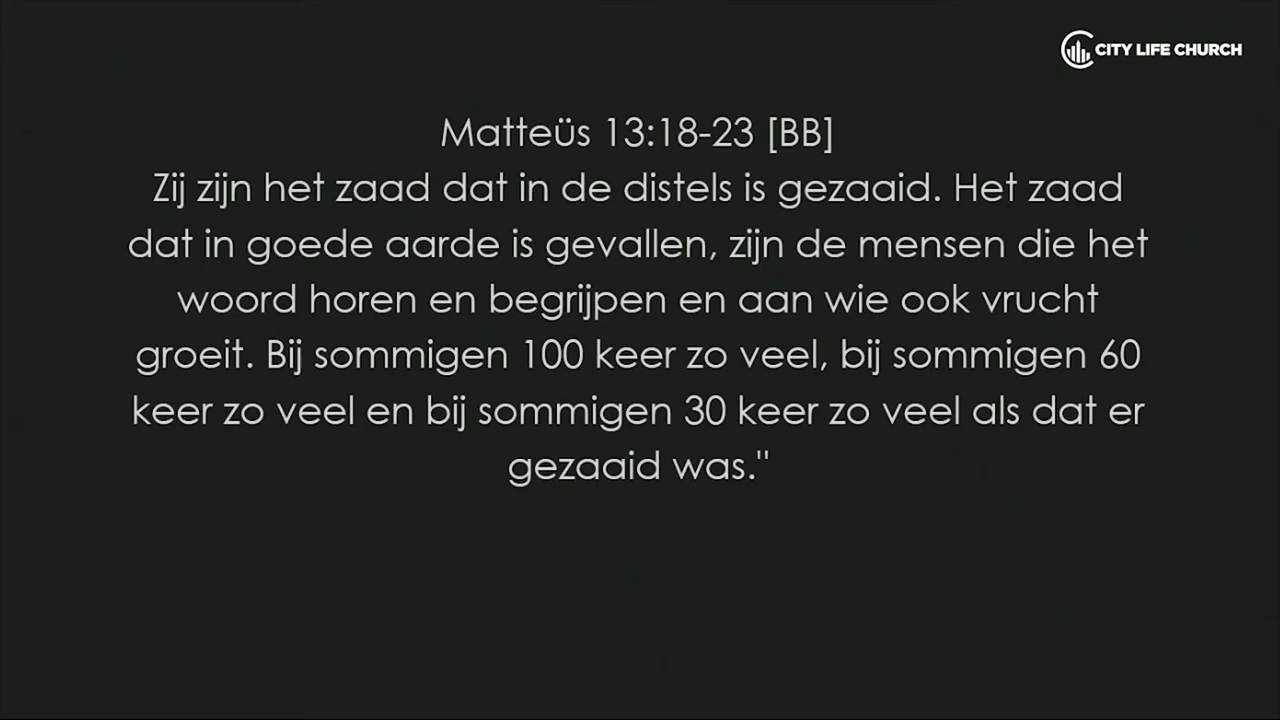 CITY LIFE CHURCH
Matteüs 13:18-23 [BB]
Zij zijn het zaad dat in de distels is gezaaid. Het zaad
dat in goede aarde is gevallen, zijn de mensen die het
woord horen en begrijpen en aan wie ook vrucht
groeit. Bij sommigen 100 keer zo veel, bij sommigen 60
keer zo veel en bij sommigen 30 keer zo veel als dat er
gezaaid was."